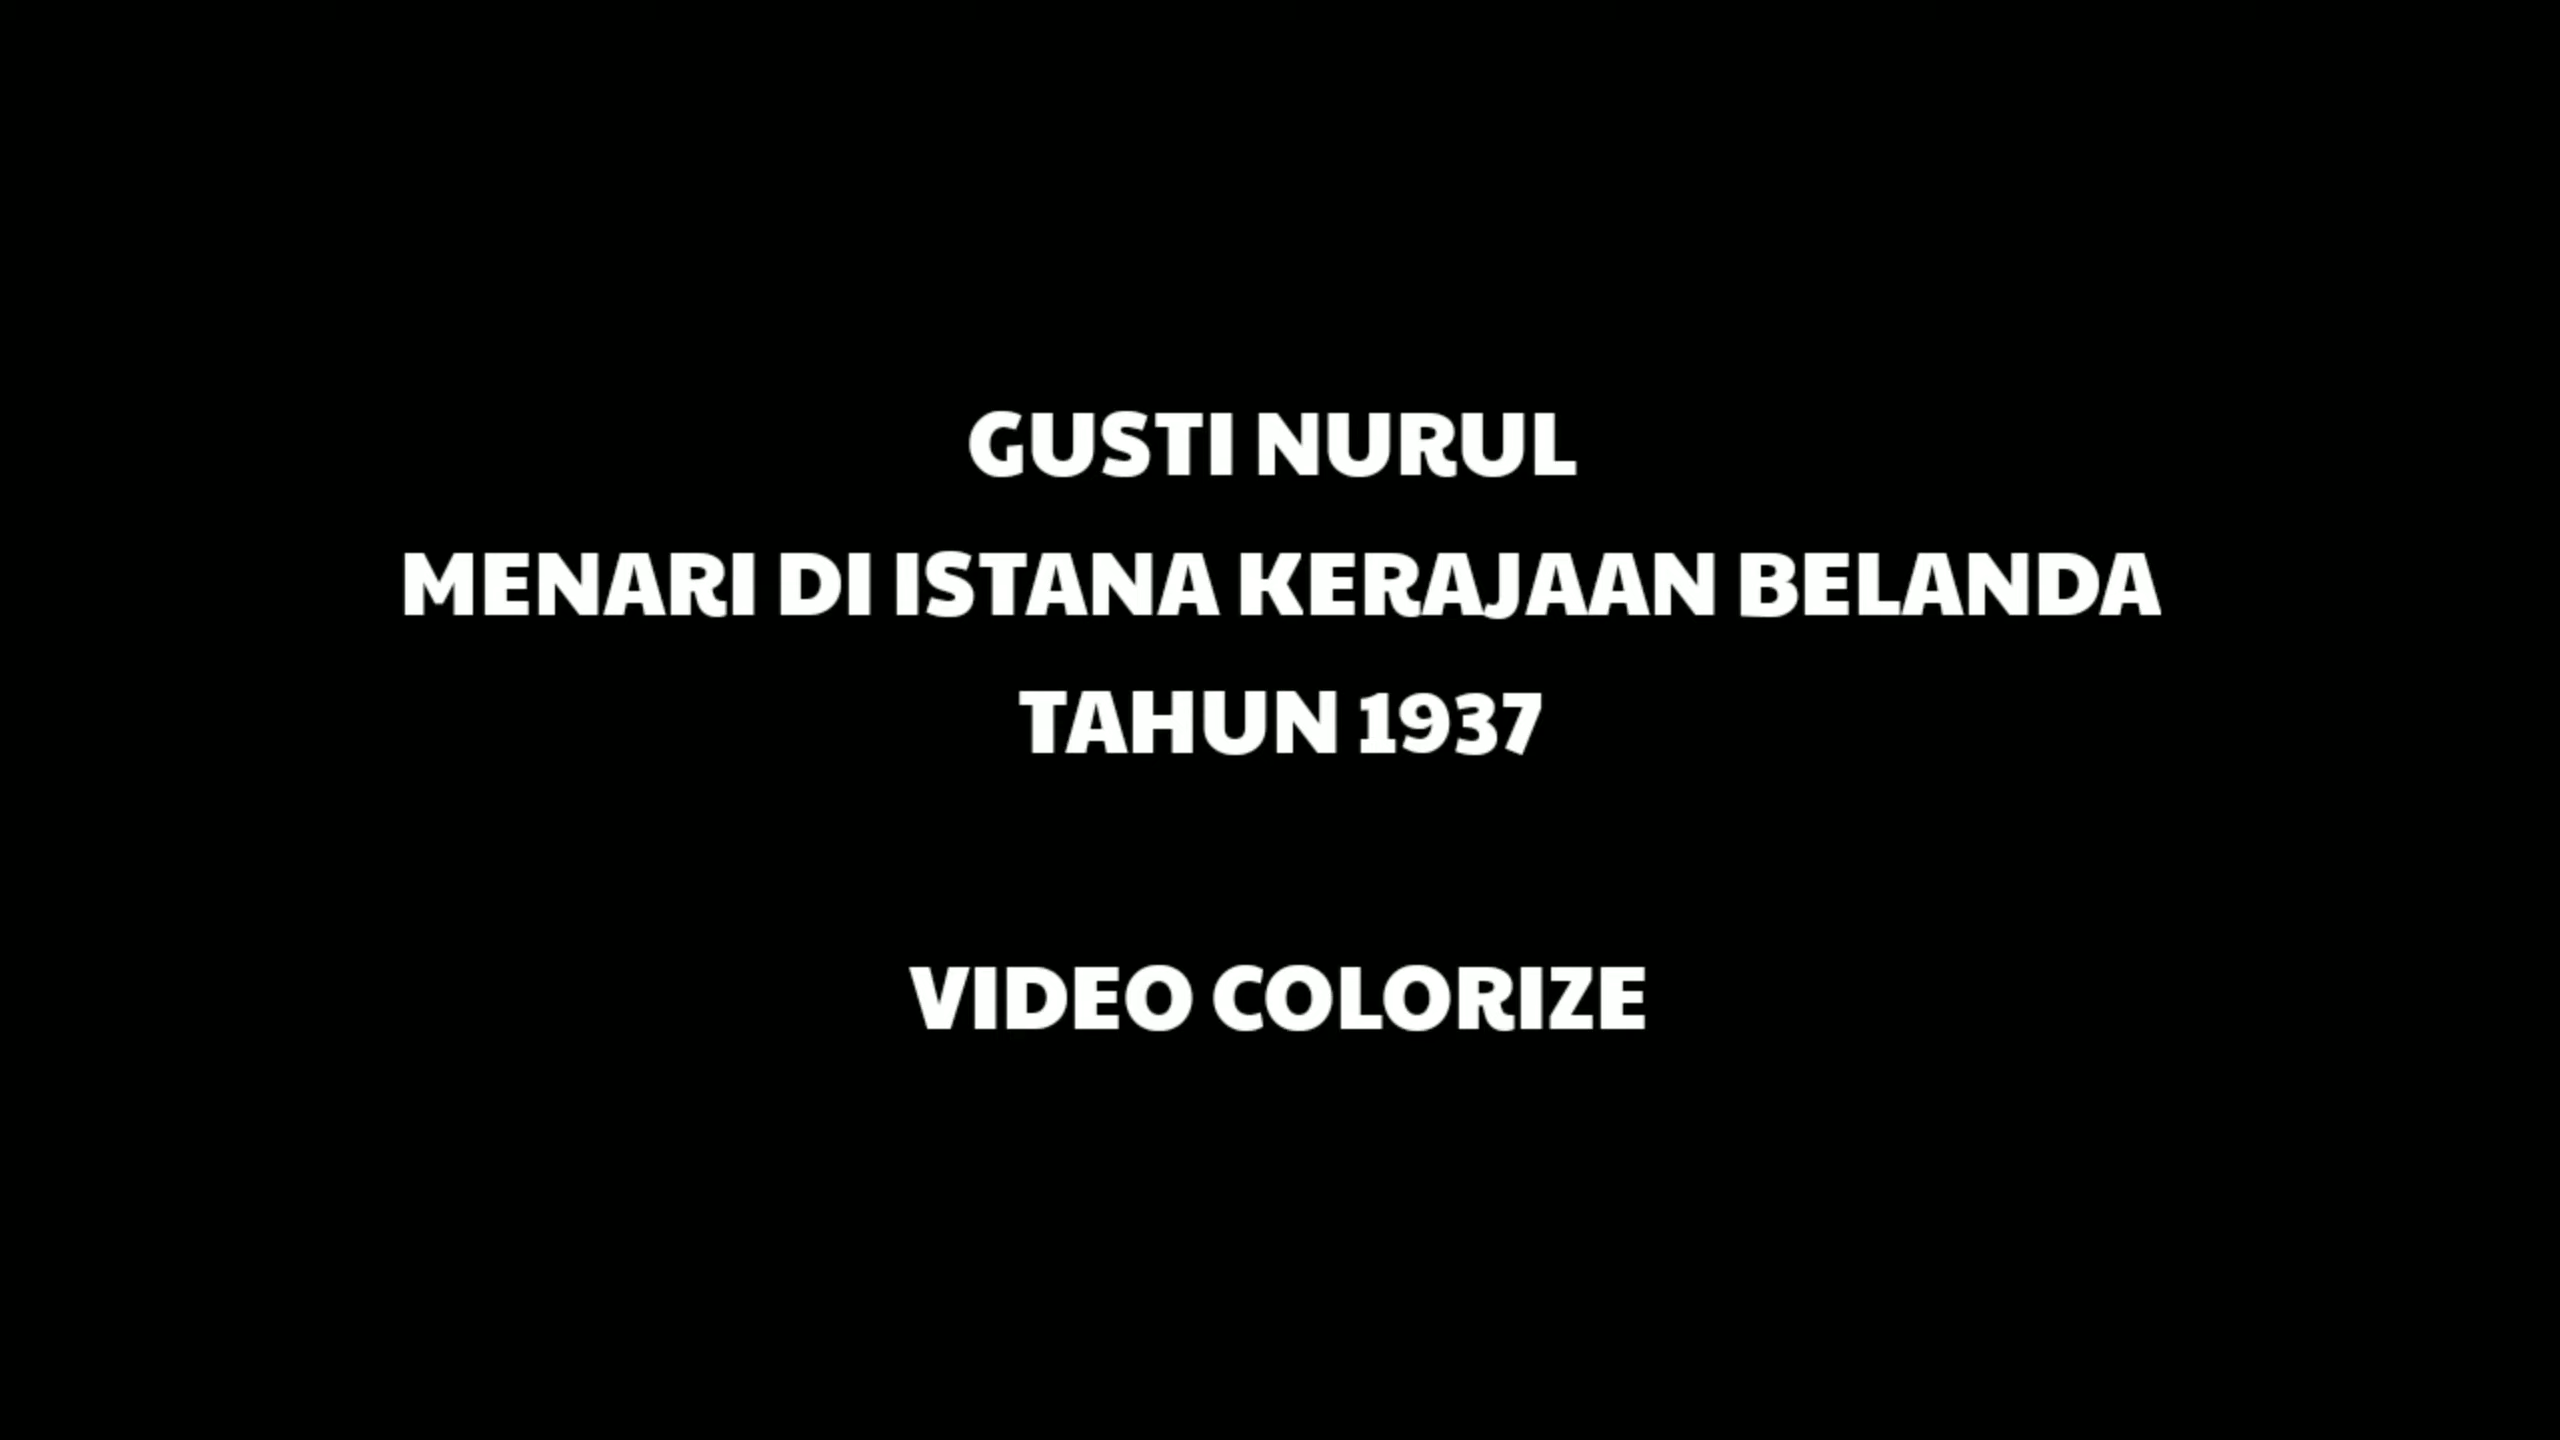 GUSTI NURUL
MENARI DI ISTANA KERAJAAN BELANDA
TAHUN 1937
VIDEO COLORIZE